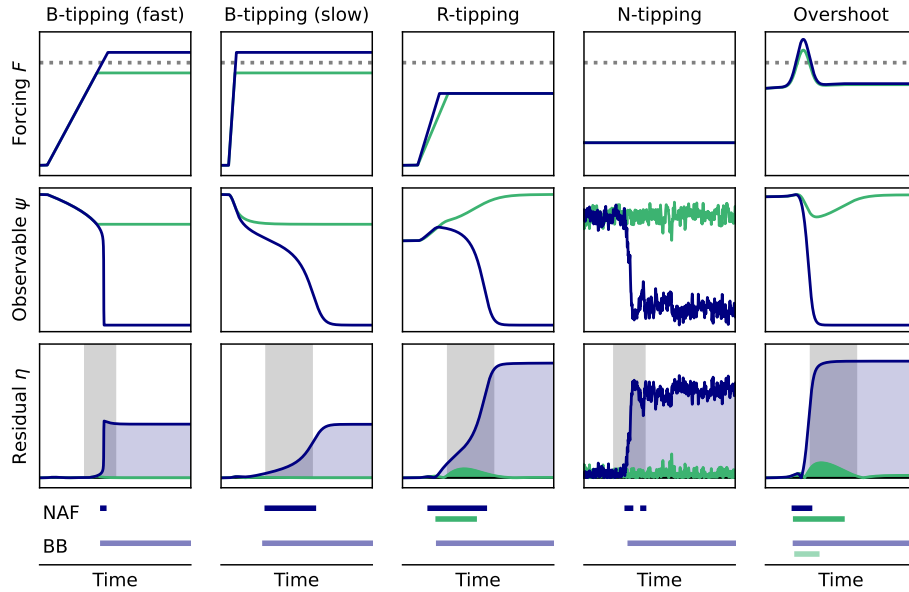 B-tipping (fast) B-tipping (slow) R-tipping N-tipping Overshoot
Forcing F
Observable ψ
Residual η
NAF
BB
Time Time Time Time Time